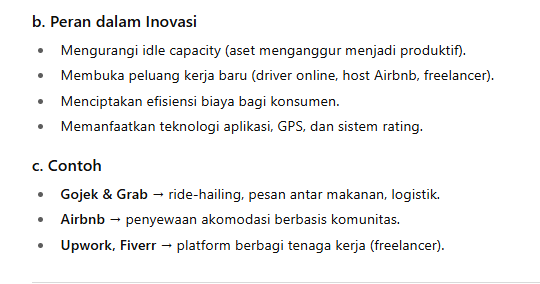 b. Peran dalam Inovasi
• Mengurangi idle capacity (aset menganggur menjadi produktif).
• Membuka peluang kerja baru (driver online, host Airbnb, freelancer).
• Menciptakan efisiensi biaya bagi konsumen.
• Memanfaatkan teknologi aplikasi, GPS, dan sistem rating.
c. Contoh
• Gojek & Grab → ride-hailing, pesan antar makanan, logistik.
• Airbnb → penyewaan akomodasi berbasis komunitas.
• Upwork, Fiverr → platform berbagi tenaga kerja (freelancer).